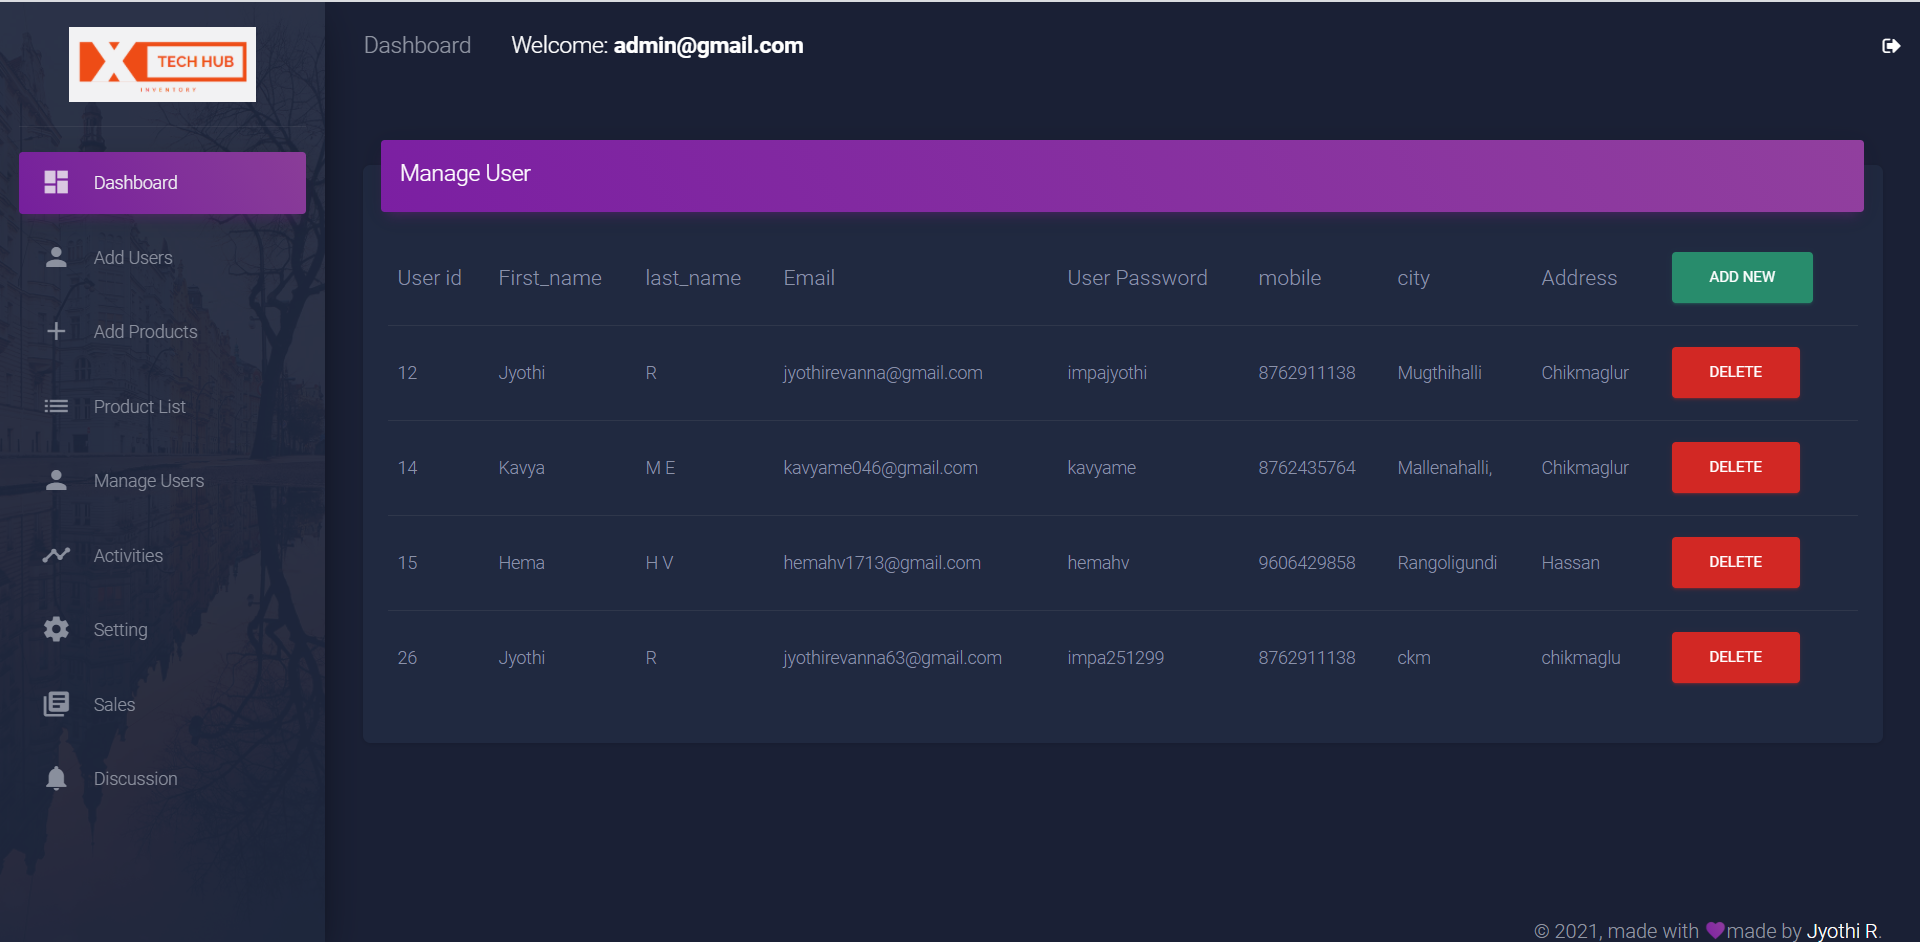 TECH HUB
INVENTORY
Dashboard Welcome: admin@gmail.com
Dashboard
Add Users
Add Products
Product List
Manage Users
Activities
Setting
Sales
Discussion
Manage User
User id First_name last_name Email User Password mobile city Address ADD NEW
12 Jyothi R jyothirevanna@gmail.com impajyothi 8762911138 Mugthihalli Chikmaglur DELETE
14 Kavya M E kavyame046@gmail.com kavyame 8762435764 Mallenahalli, Chikmaglur DELETE
15 Hema H V hemahv1713@gmail.com hemahv 9606429858 Rangoligundi Hassan DELETE
26 Jyothi R jyothirevanna63@gmail.com impa251299 8762911138 ckm chikmaglu DELETE
© 2021, made with made by Jyothi R.